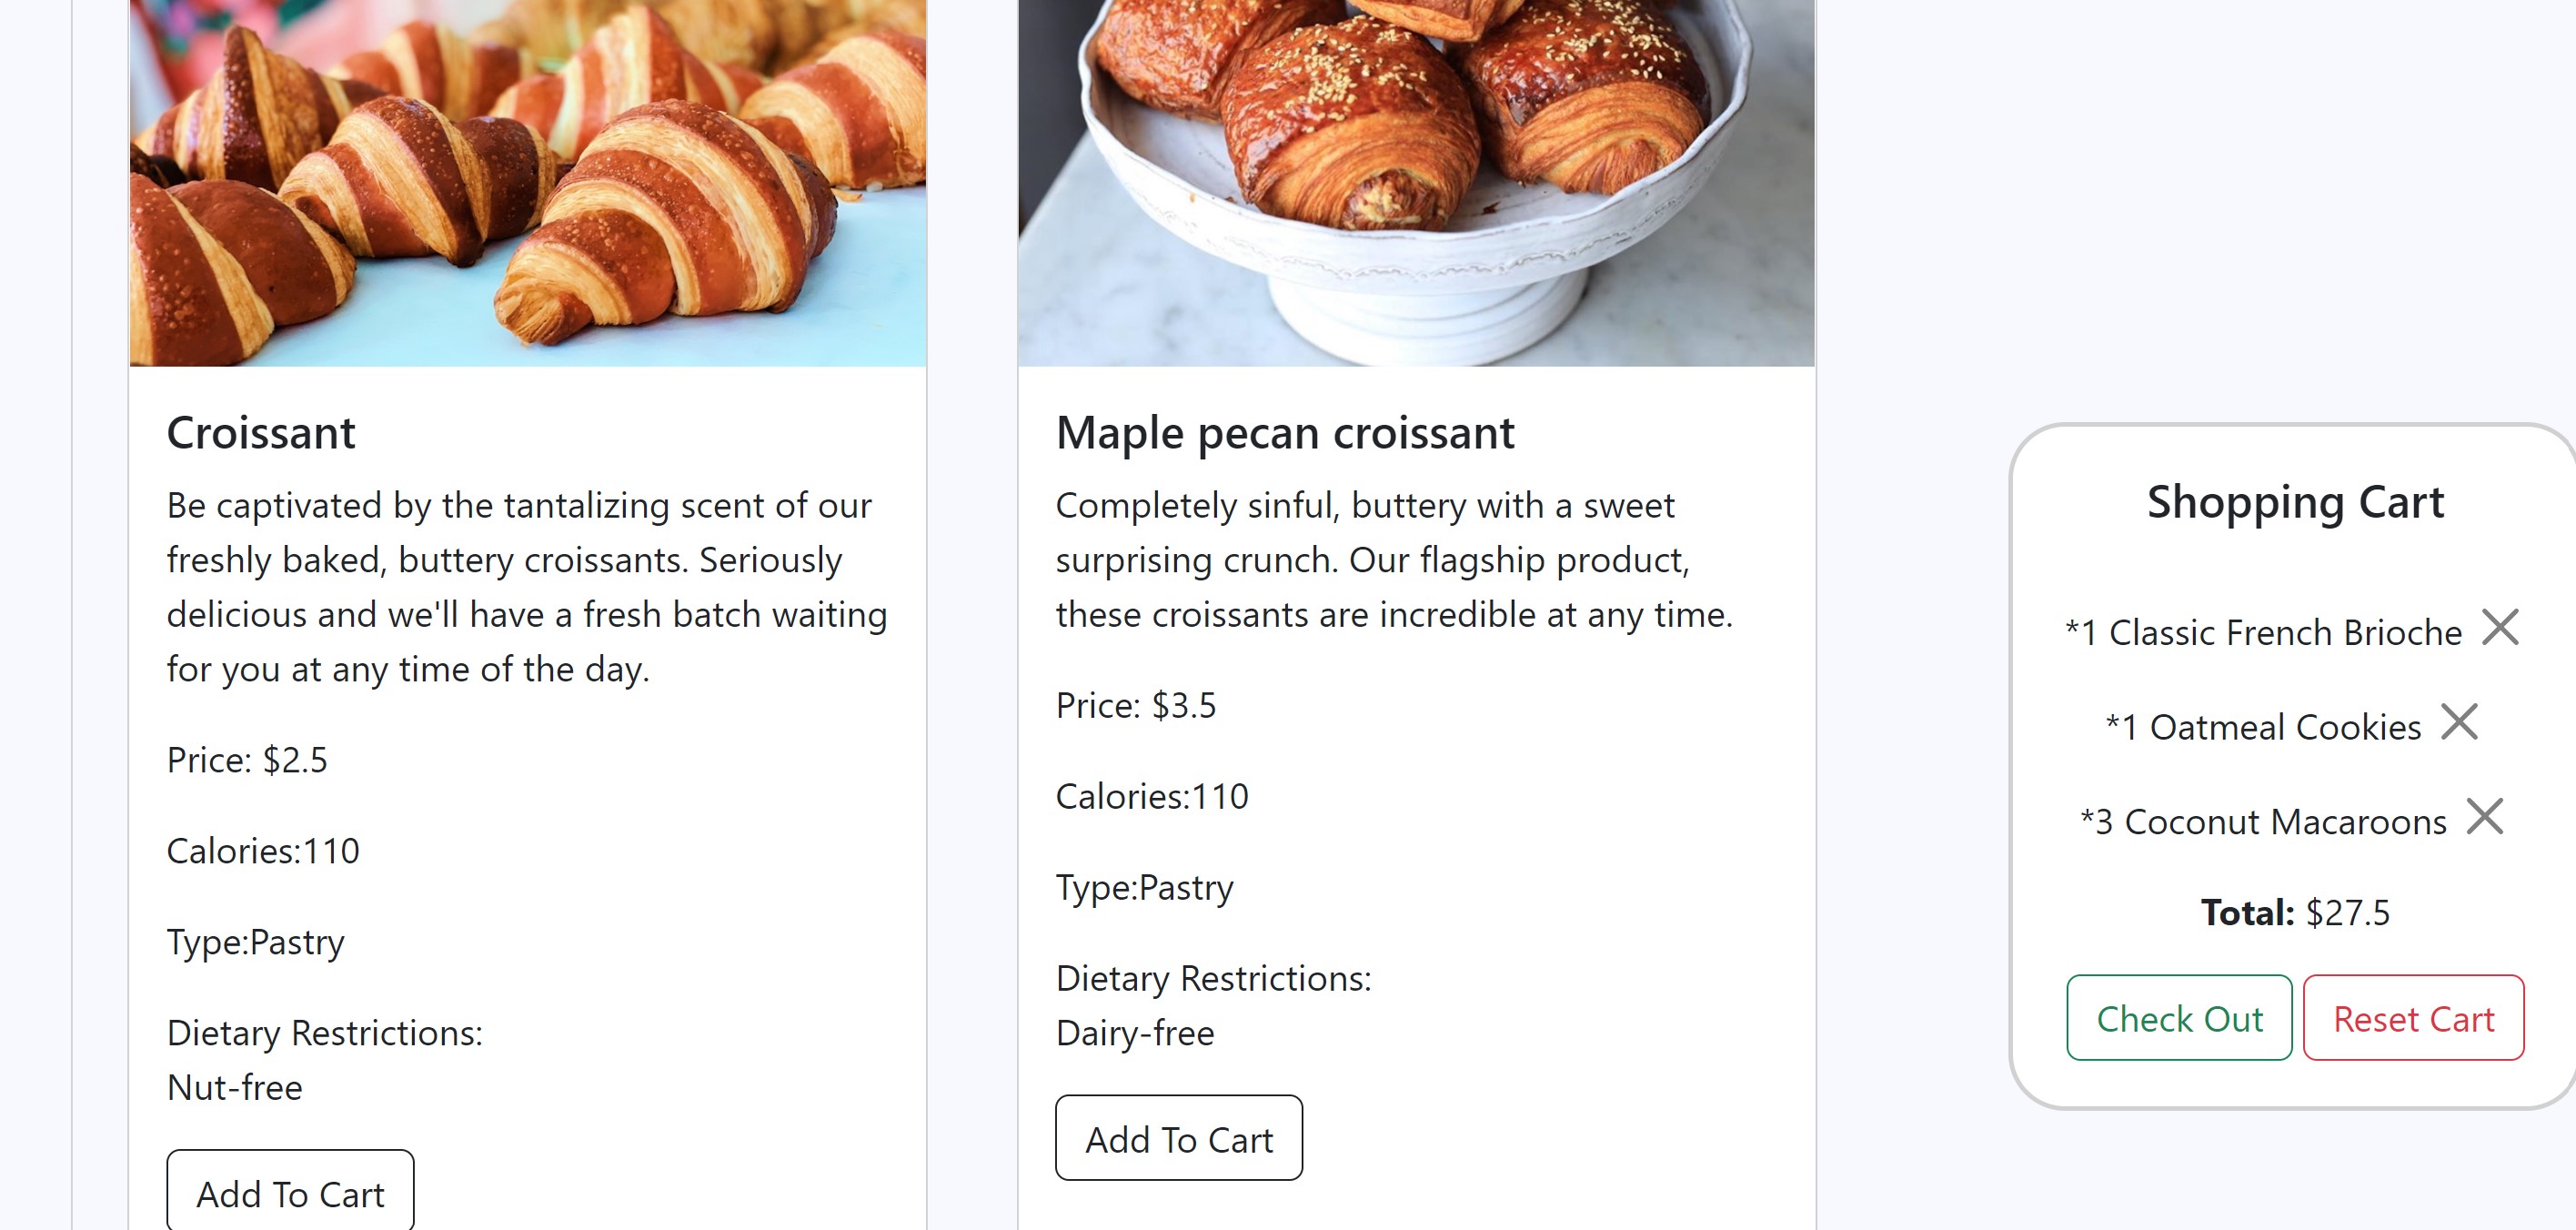 Croissant
Be captivated by the tantalizing scent of our
freshly baked, buttery croissants. Seriously
delicious and we'll have a fresh batch waiting
for you at any time of the day.
Price: $2.5
Calories:110
Type:Pastry
Dietary Restrictions:
Nut-free
Add To Cart
Maple pecan croissant
Completely sinful, buttery with a sweet
surprising crunch. Our flagship product,
these croissants are incredible at any time.
Price: $3.5
Calories:110
Type:Pastry
Dietary Restrictions:
Dairy-free
Add To Cart
Shopping Cart
*1 Classic French Brioche
*1 Oatmeal Cookies
*3 Coconut Macaroons
Total: $27.5
Check Out
Reset Cart